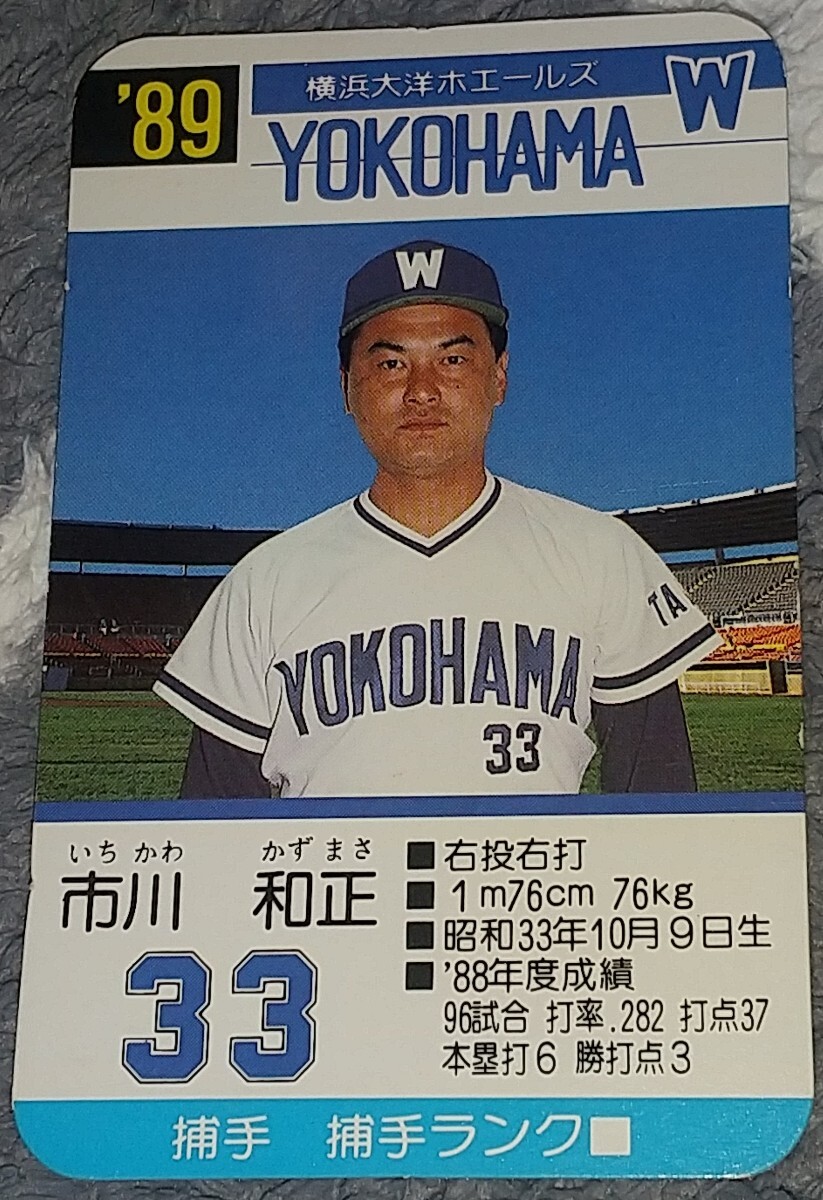 '89
横浜大洋ホエールズ
W
YOKOHAMA
W
TA
YOKOHAMA
33
いちかわ かずまさ
市川 和正
33
■右投右打
■1m76cm 76kg
■昭和33年10月9日生
■'88年度成績
96試合 打率.282 打点37
本塁打6 勝打点3
捕手 捕手ランク■